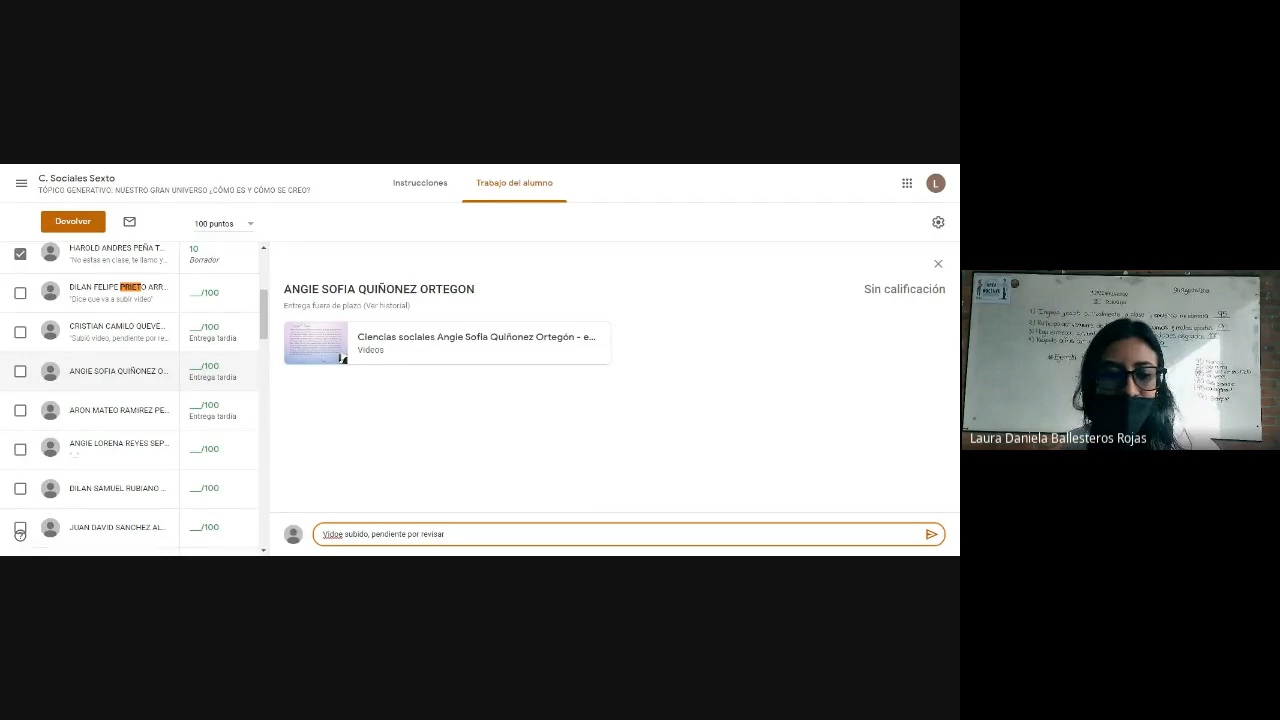 C. Sociales Sexto
TÓPICO GENERATIVO: NUESTRO GRAN UNIVERSO ¿CÓMO ES Y CÓMO SE CREO?
Instrucciones
Trabajo del alumno
L
Devolver
100 puntos
HAROLD ANDRES PEÑA T...
"No estas en clase, te llamo y...
10
Borrador
DILAN FELIPE PRIETO ARR...
"Dice que va a subir video"
__/100
CRISTIAN CAMILO QUEVE...
"Subió video, pendiente por re...
__/100
Entrega tardía
ANGIE SOFIA QUIÑONEZ O...
__/100
Entrega tardía
ARON MATEO RAMIREZ PE...
__/100
Entrega tardía
ANGIE LORENA REYES SEP...
"..."
__/100
DILAN SAMUEL RUBIANO ...
__/100
JUAN DAVID SANCHEZ AL...
__/100
ANGIE SOFIA QUIÑONEZ ORTEGON
Sin calificación
Entrega fuera de plazo (Ver historial)
Ciencias sociales Angie Sofia Quiñonez Ortegón - e...
Videos
Vidoe subido, pendiente por revisar
Laura Daniela Ballesteros Rojas